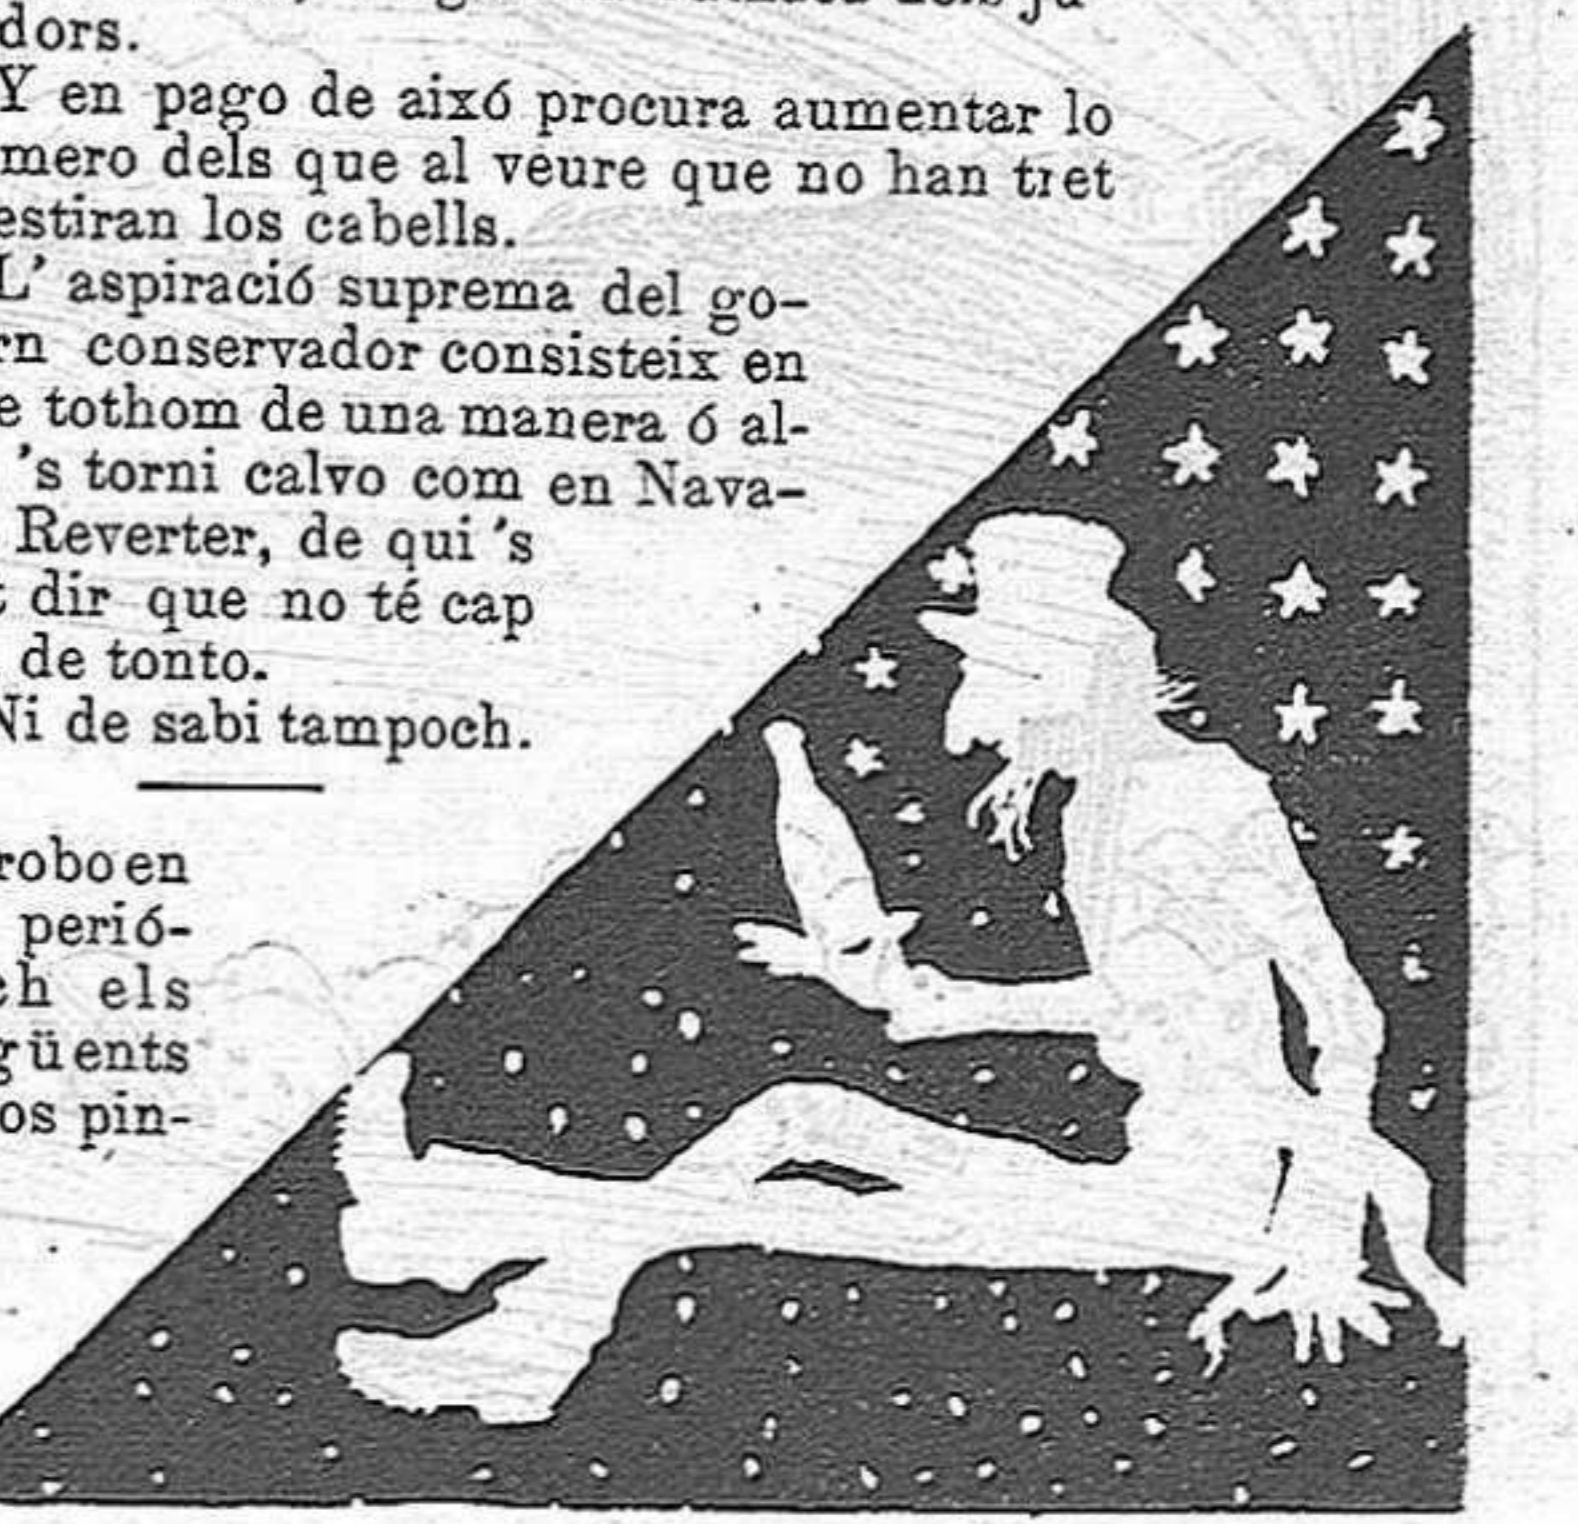 dors.
Y en pago de aixó procura aumentar lo
mero dels que al veure que no han tret
estiran los cabells.
L' aspiració suprema del go-
rn conservador consisteix en
e tothom de una manera ó al-
's torni calvo com en Nava-
Reverter, de qui 's
t dir que no té cap
de tonto.
Ni de sabi tampoch.
robo en
perió-
ch els
güents
os pin-